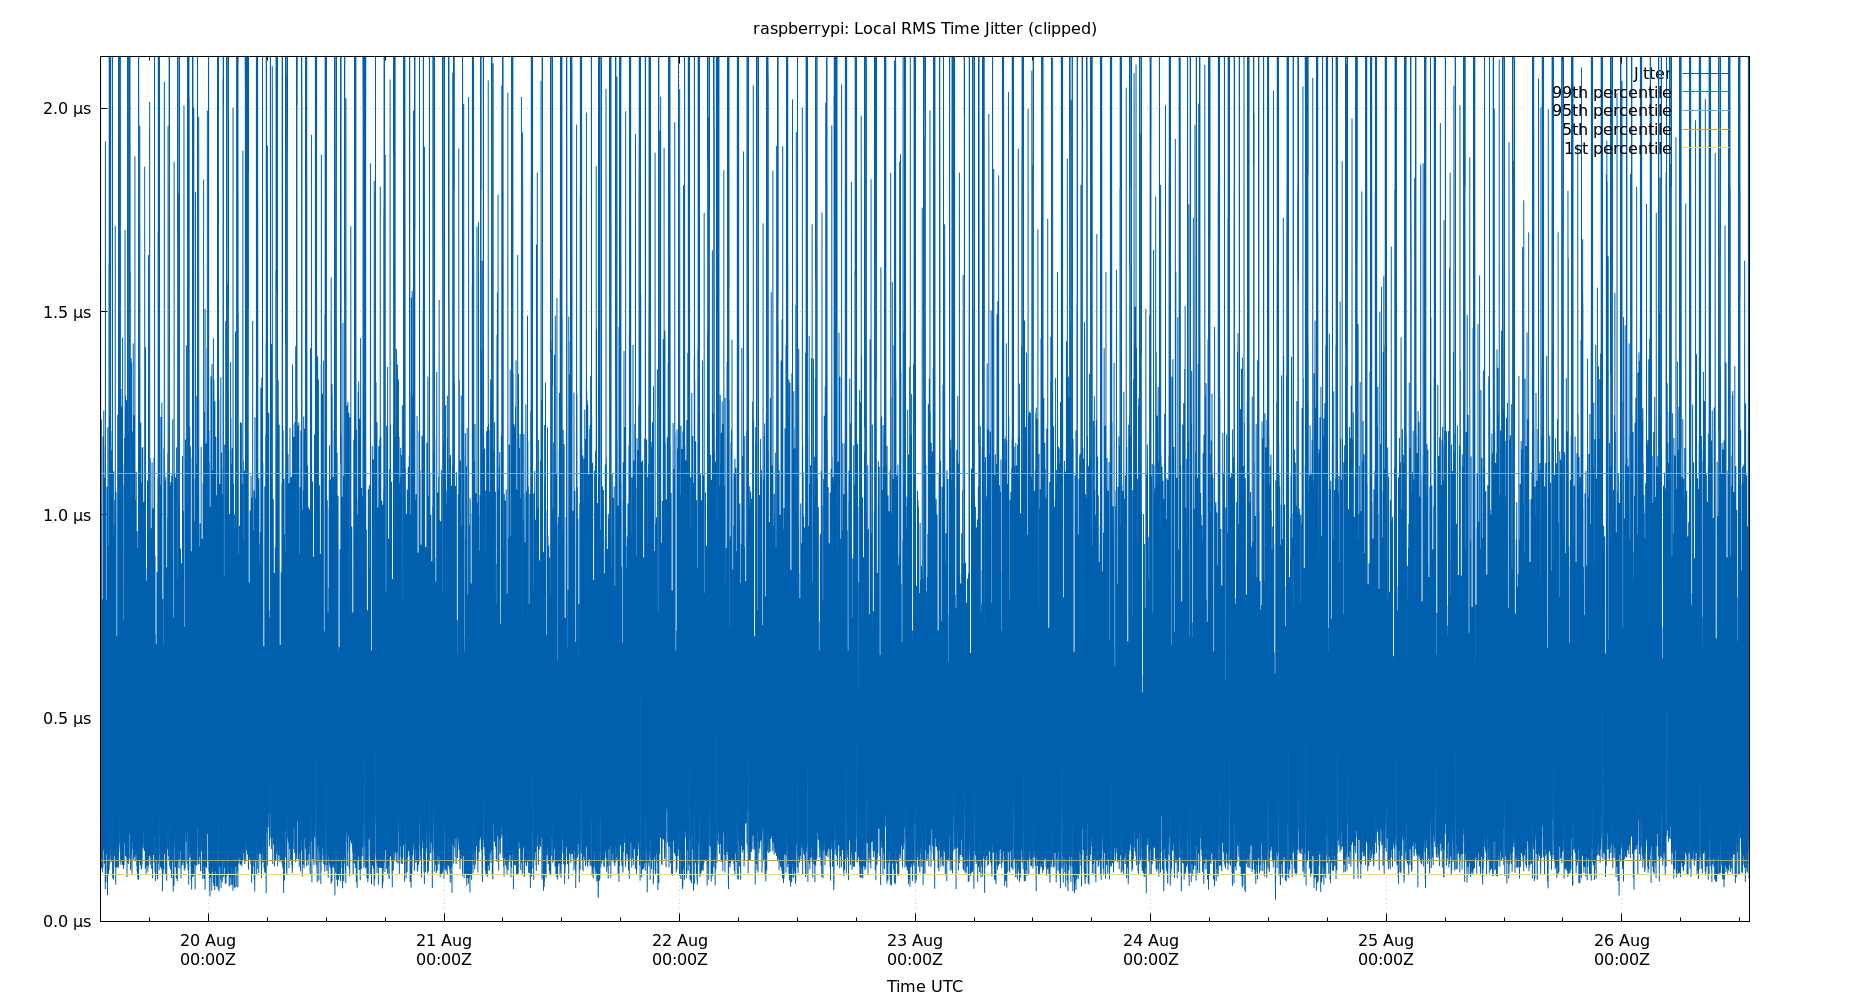 raspberrypi: Local RMS Time Jitter (clipped)
Jitter
99th percentile
95th percentile
5th percentile
1st percentile
2.0 µs
1.5 µs
1.0 µs
0.5 µs
0.0 µs
20 Aug 21 Aug 22 Aug 23 Aug 24 Aug 25 Aug 26 Aug
00:00Z 00:00Z 00:00Z 00:00Z 00:00Z 00:00Z 00:00Z
Time UTC